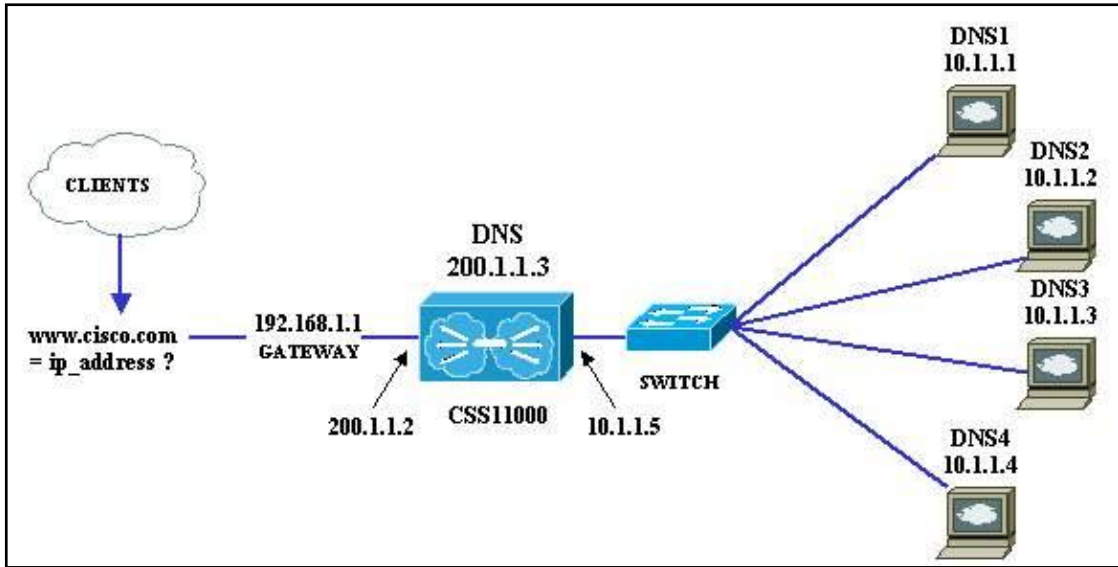 CLIENTS
www.cisco.com
= ip_address ?
192.168.1.1
GATEWAY
DNS
200.1.1.3
200.1.1.2
CSS11000
10.1.1.5
SWITCH
DNS1
10.1.1.1
DNS2
10.1.1.2
DNS3
10.1.1.3
DNS4
10.1.1.4